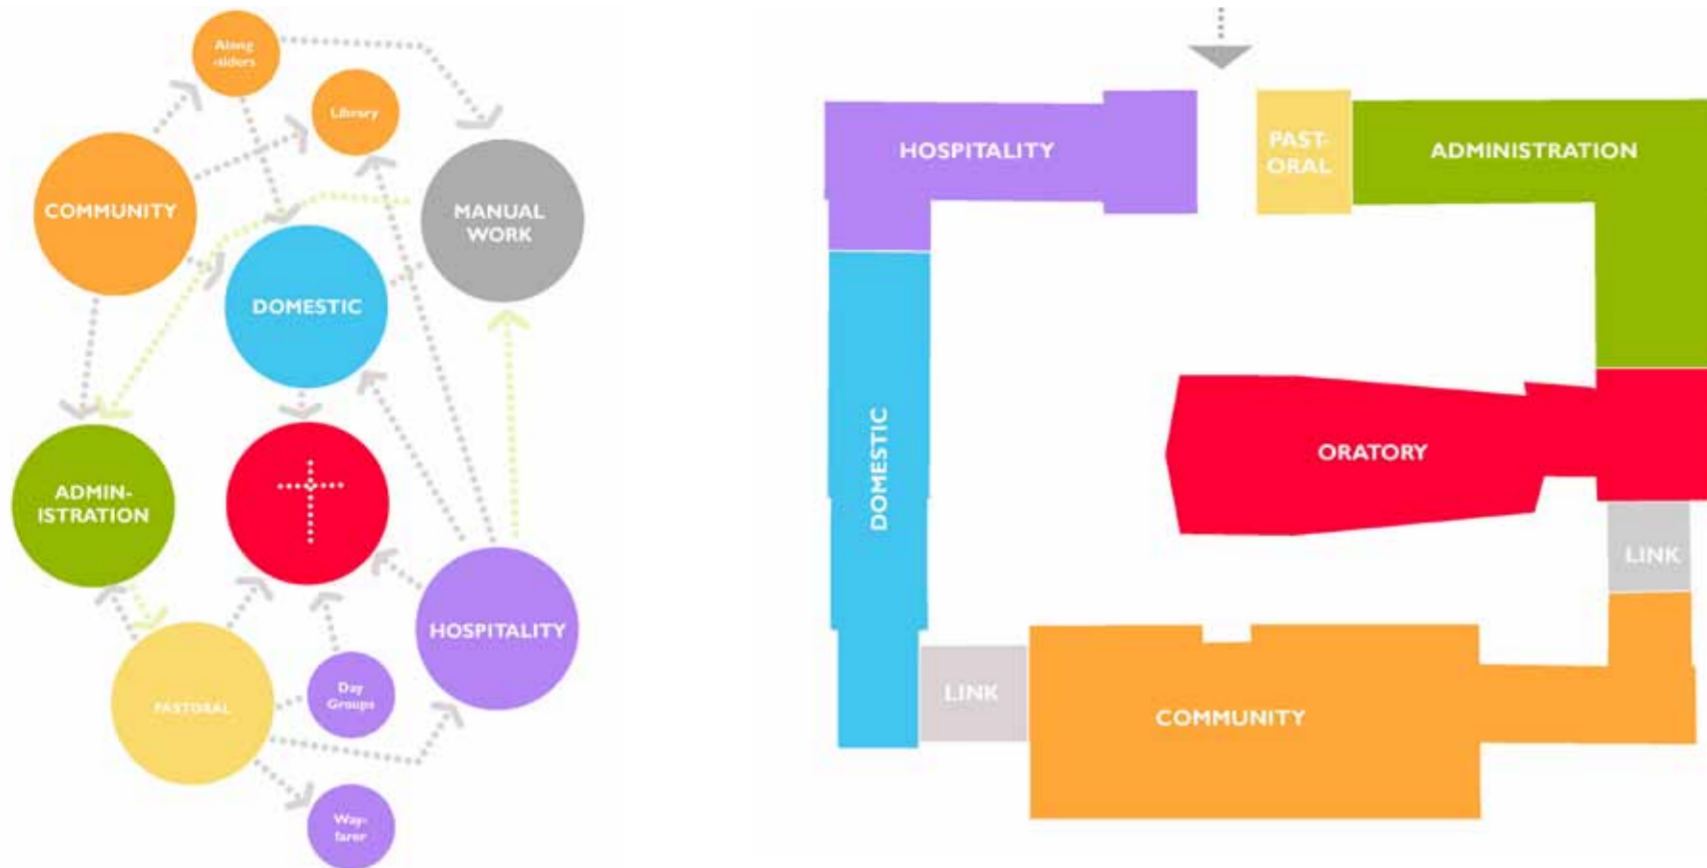 Along
-siders
Library
COMMUNITY
MANUAL
WORK
DOMESTIC
ADMIN-
ISTRATION
HOSPITALITY
PASTORAL
Day
Groups
Way-
farer
HOSPITALITY
PAST-
ORAL
ADMINISTRATION
DOMESTIC
ORATORY
LINK
LINK
COMMUNITY